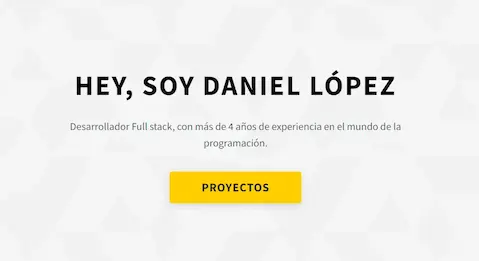 HEY, SOY DANIEL LÓPEZ
Desarrollador Full stack, con más de 4 años de experiencia en el mundo de la
programación.
PROYECTOS